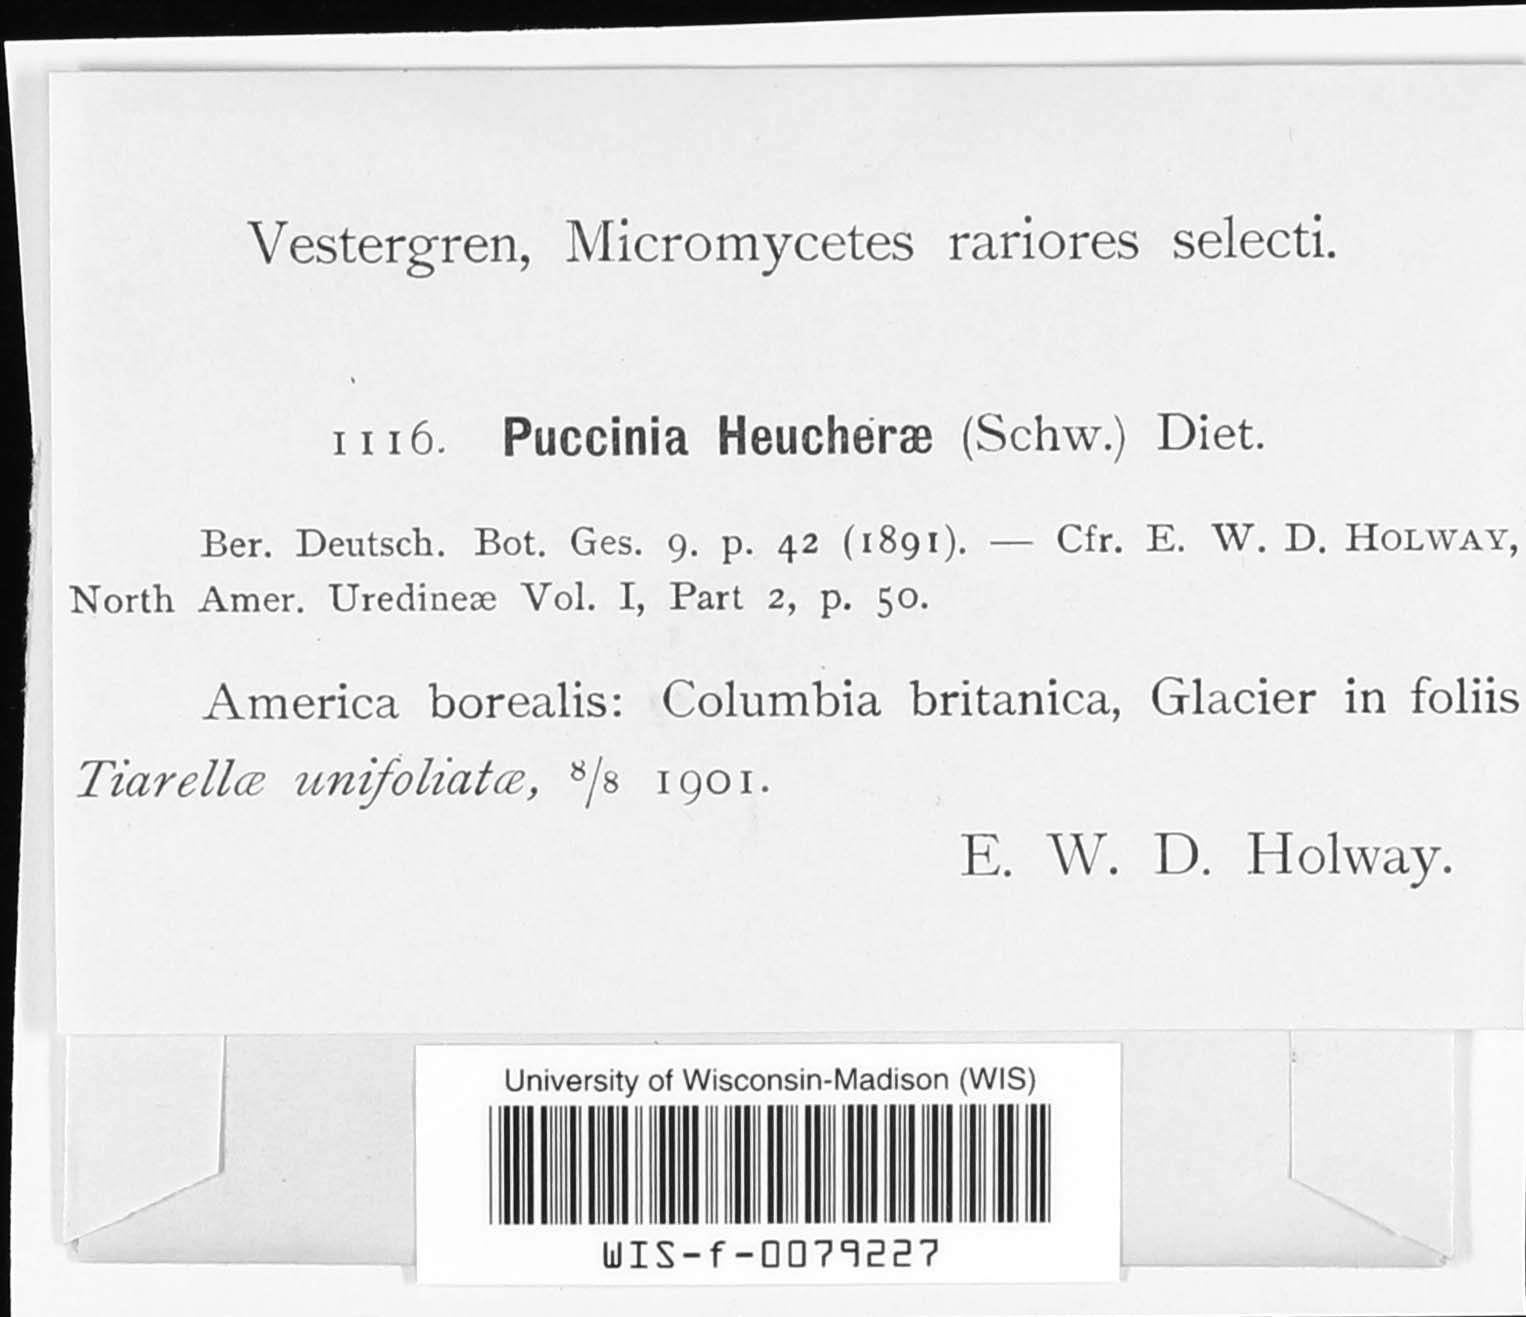 Vestergren, Micromycetes rariores selecti.
1116. Puccinia Heucheræ (Schw.) Diet.
Ber. Deutsch. Bot. Ges. 9. p. 42 (1891). — Cfr. E. W. D. HOLWAY,
North Amer. Uredineæ Vol. I, Part 2, p. 50.
America borealis: Columbia britanica, Glacier in foliis
Tiarellæ unifoliatæ, 8/8 1901.
E. W. D. Holway.
University of Wisconsin-Madison (WIS)
WIS-f-0079227